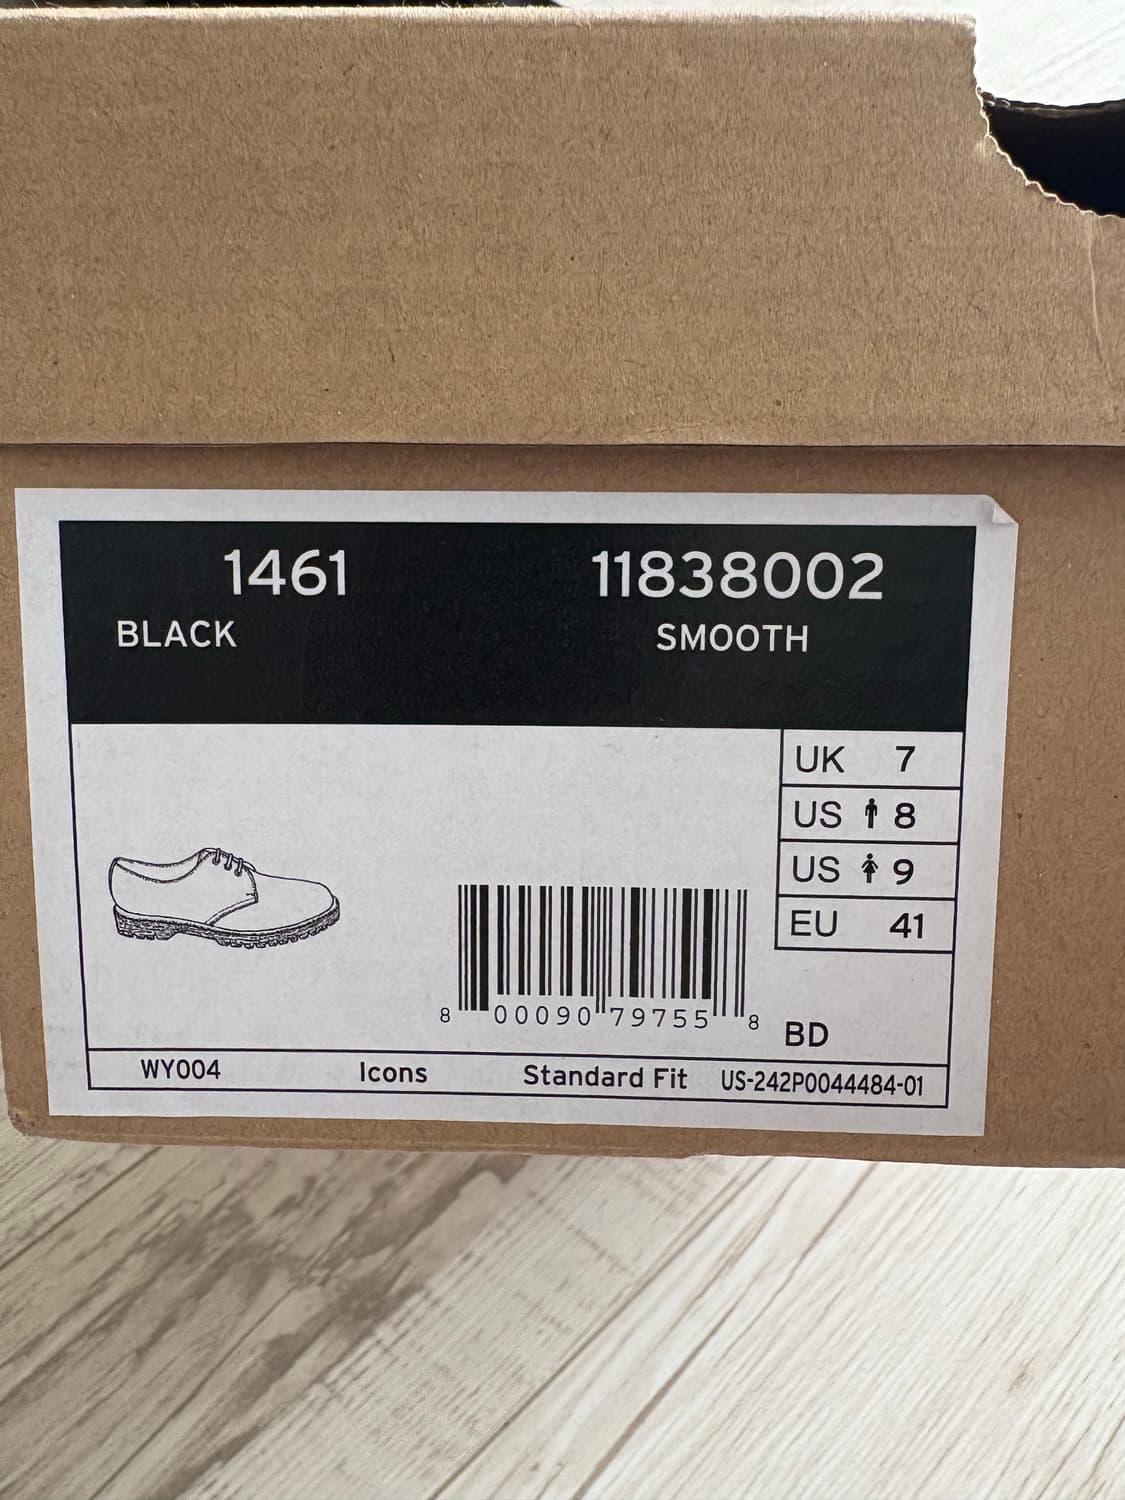 1461 11838002
BLACK SMOOTH
UK 7
US 8
US 9
EU 41
8 00090 79755 8
BD
WY004 Icons Standard Fit US-242P0044484-01